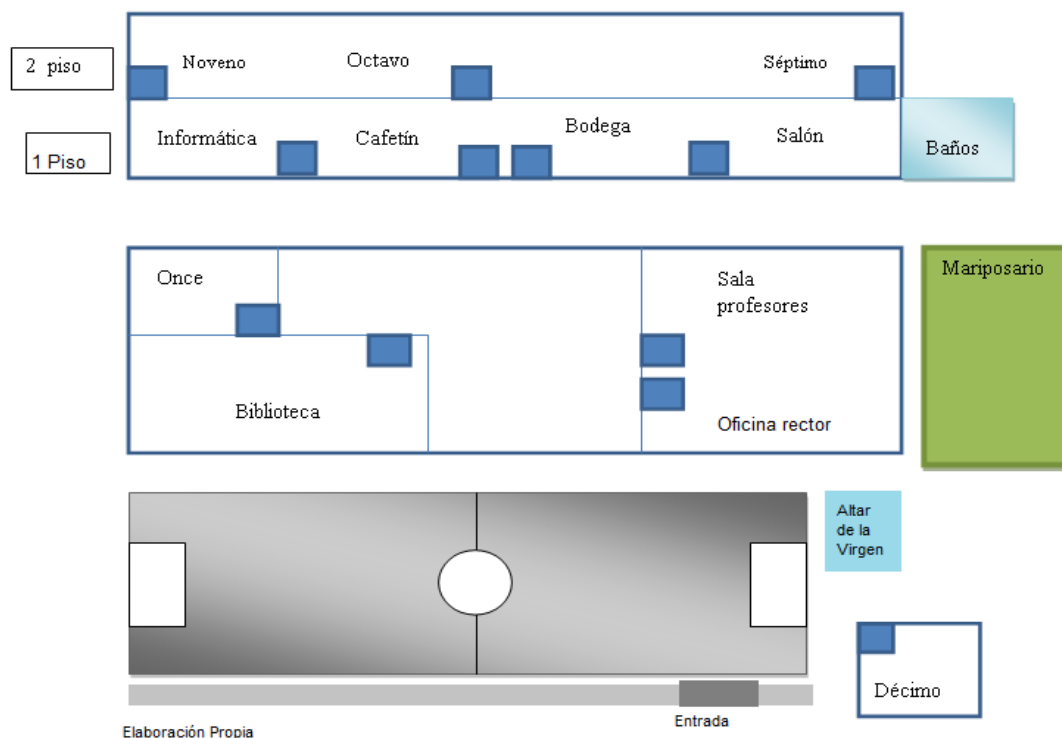 2 piso
Noveno
Octavo
Séptimo
1 Piso
Informática
Cafetín
Bodega
Salón
Baños
Once
Sala
profesores
Mariposario
Biblioteca
Oficina rector
Altar
de la
Virgen
Décimo
Entrada
Elaboración Propia